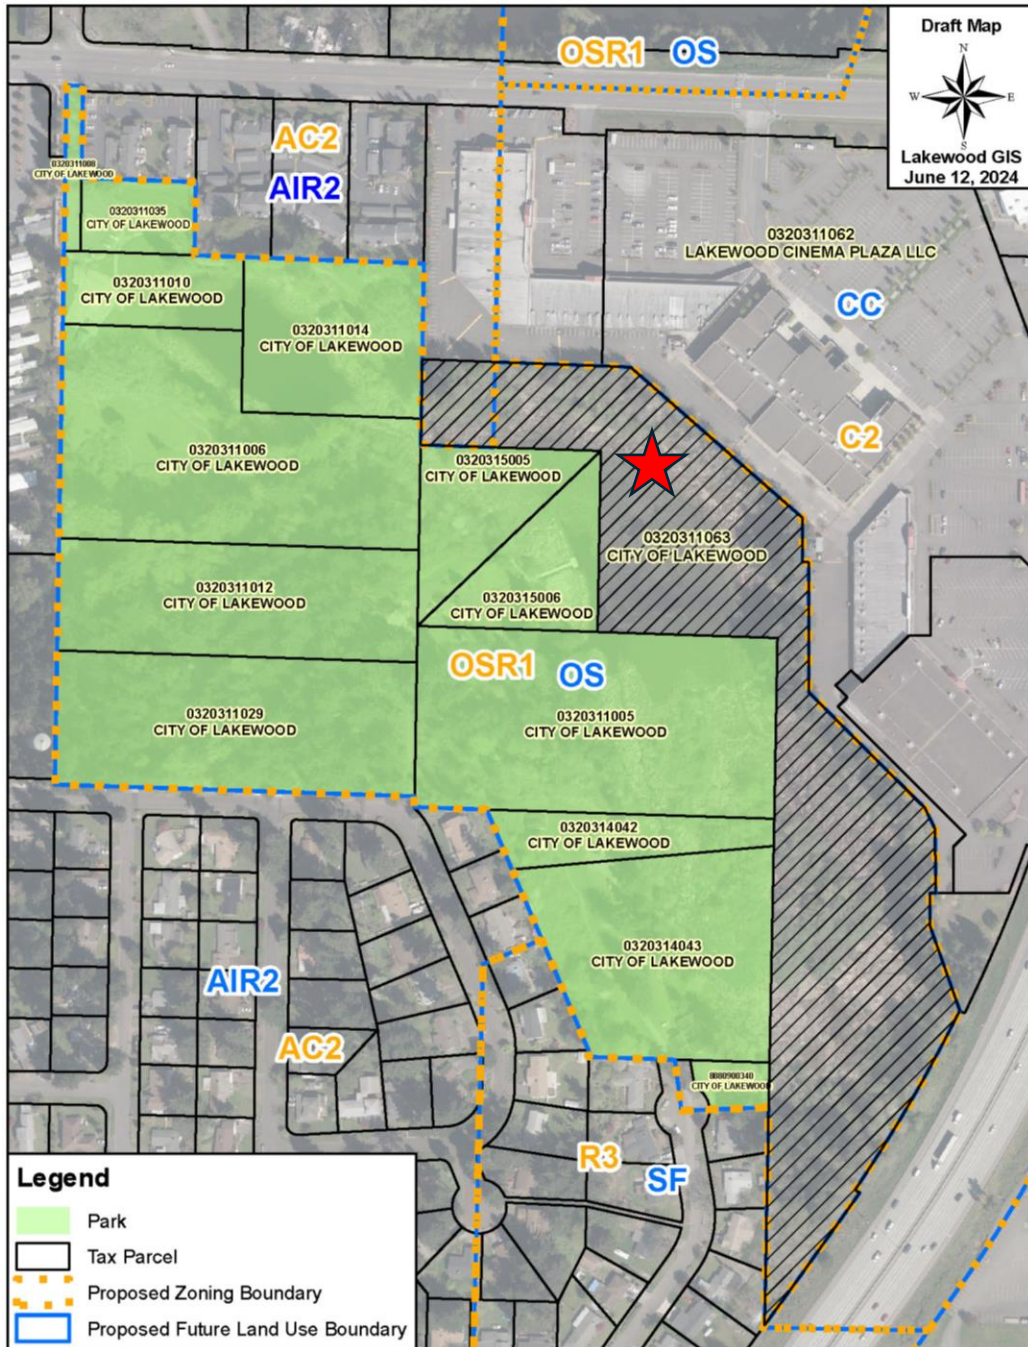 Draft Map
N
W
E
S
Lakewood GIS
June 12, 2024
OSR1 OS
AC2
AIR2
0320311008
CITY OF LAKEWOOD
0320311035
CITY OF LAKEWOOD
0320311062
LAKEWOOD CINEMA PLAZA LLC
0320311010
CITY OF LAKEWOOD
CC
0320311014
CITY OF LAKEWOOD
C2
0320311006
CITY OF LAKEWOOD
0320315005
CITY OF LAKEWOOD
0320311063
CITY OF LAKEWOOD
0320311012
CITY OF LAKEWOOD
0320315006
CITY OF LAKEWOOD
OSR1 OS
0320311029
CITY OF LAKEWOOD
0320311005
CITY OF LAKEWOOD
0320314042
CITY OF LAKEWOOD
0320314043
CITY OF LAKEWOOD
AIR2
AC2
8880900340
CITY OF LAKEWOOD
R3
SF
Legend
Park
Tax Parcel
Proposed Zoning Boundary
Proposed Future Land Use Boundary